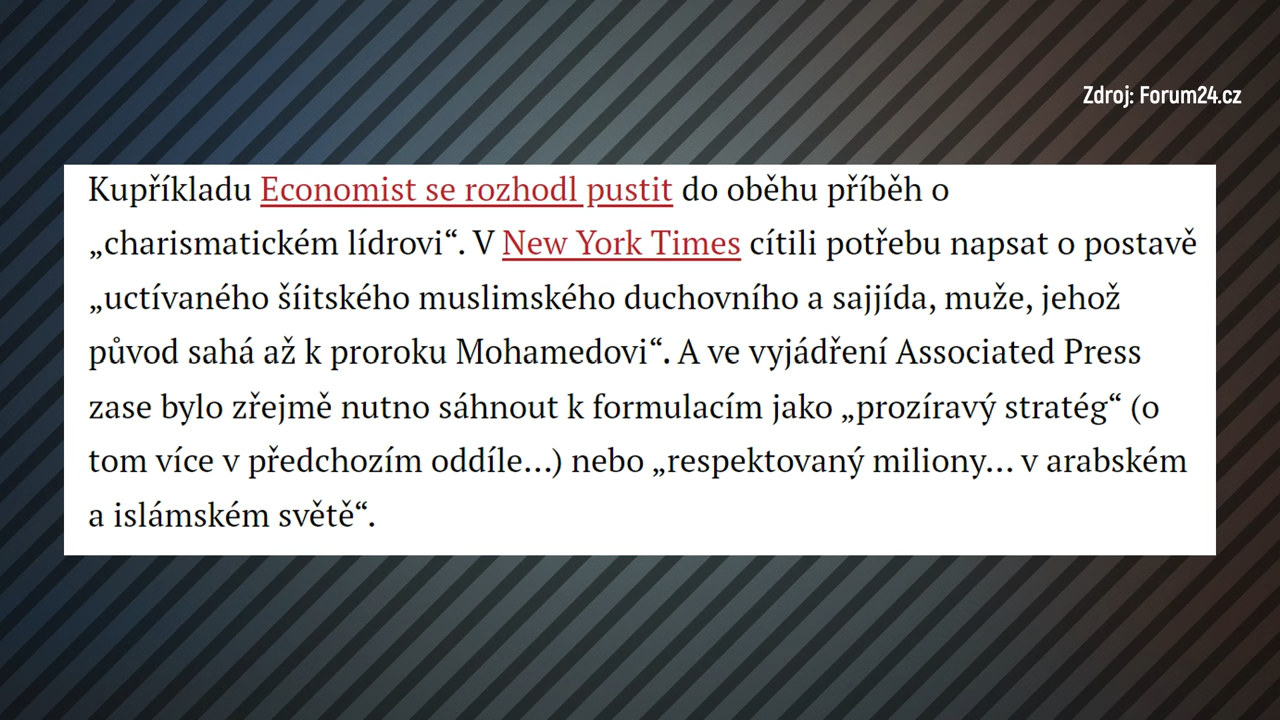 Zdroj: Forum24.cz
Kupříkladu Economist se rozhodl pustit do oběhu příběh o
„charismatickém lídrovi“. V New York Times cítili potřebu napsat o postavě
„uctívaného šíitského muslimského duchovního a sajjída, muže, jehož
původ sahá až k proroku Mohamedovi“. A ve vyjádření Associated Press
zase bylo zřejmě nutno sáhnout k formulacím jako „prozíravý stratég“ (o
tom více v předchozím oddíle...) nebo „respektovaný miliony... v arabském
a islámském světě“.